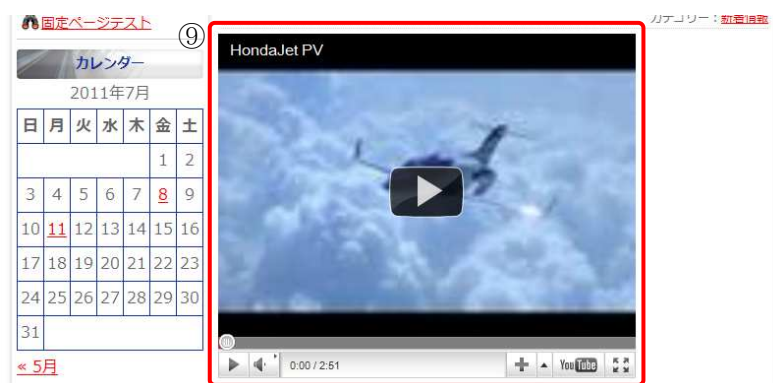 固定ページテスト
カレンダー
2011年7月
日 月 火 水 木 金 土
1 2
3 4 5 6 7 8 9
10 11 12 13 14 15 16
17 18 19 20 21 22 23
24 25 26 27 28 29 30
31
« 5月
⑨
HondaJet PV
0:00 / 2:51
You Tube
カテゴリー：新着情報